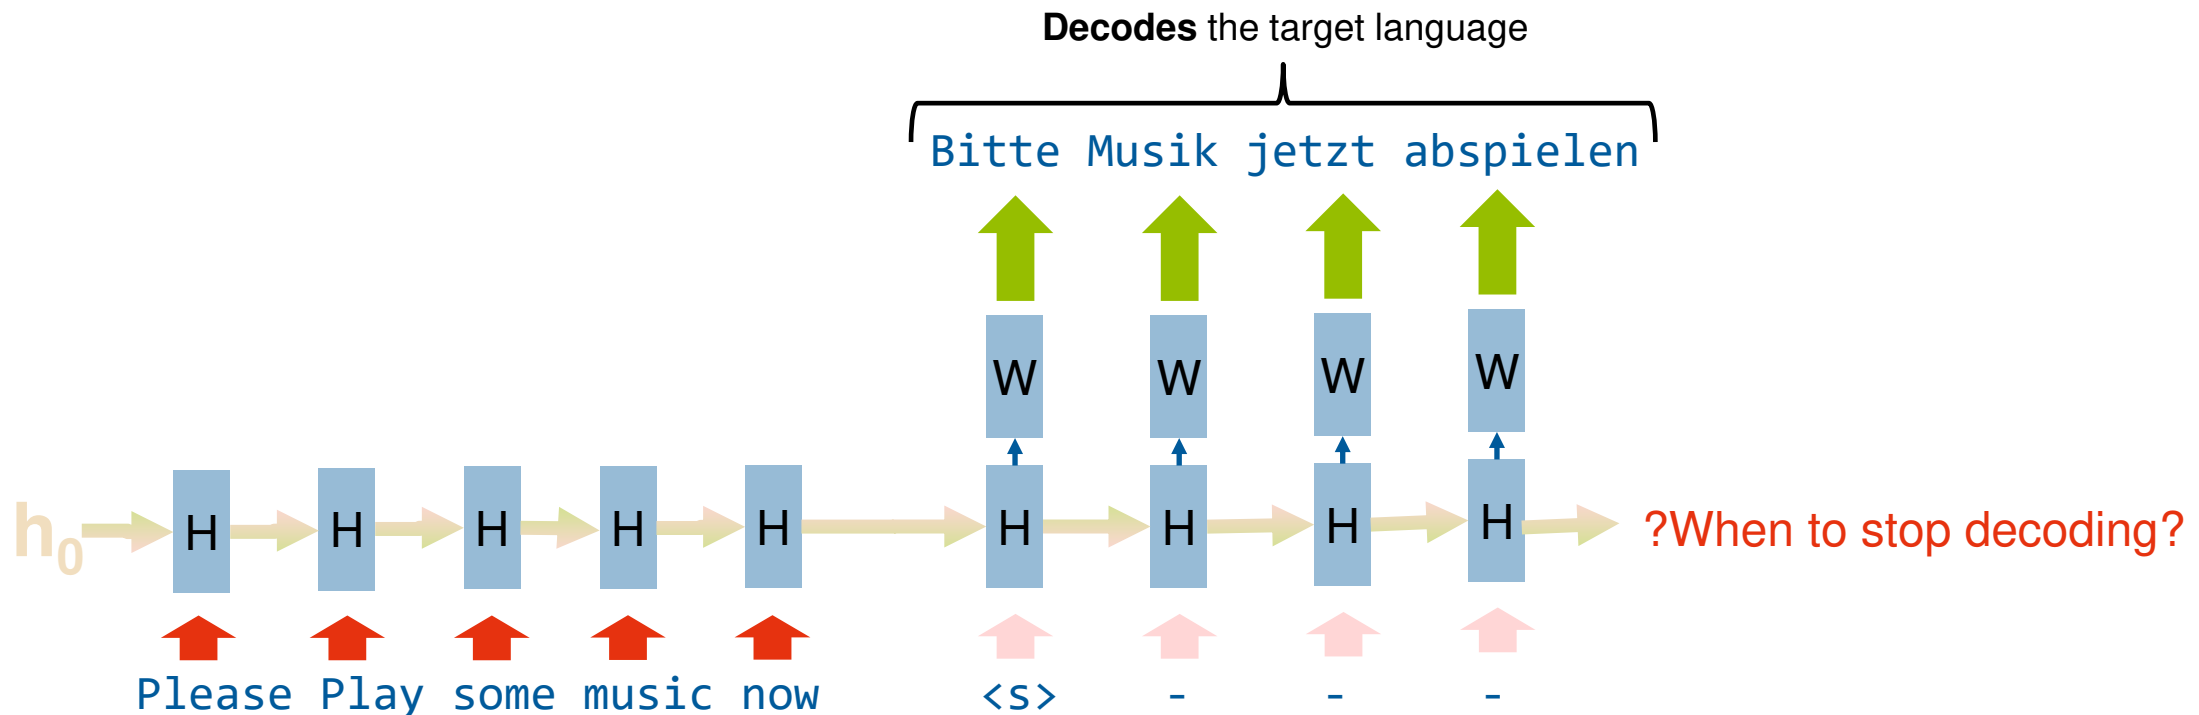 Decodes the target language
Bitte Musik jetzt abspielen
W W W W
h0 H H H H H H H H H ?When to stop decoding?
Please Play some music now <s> - - -